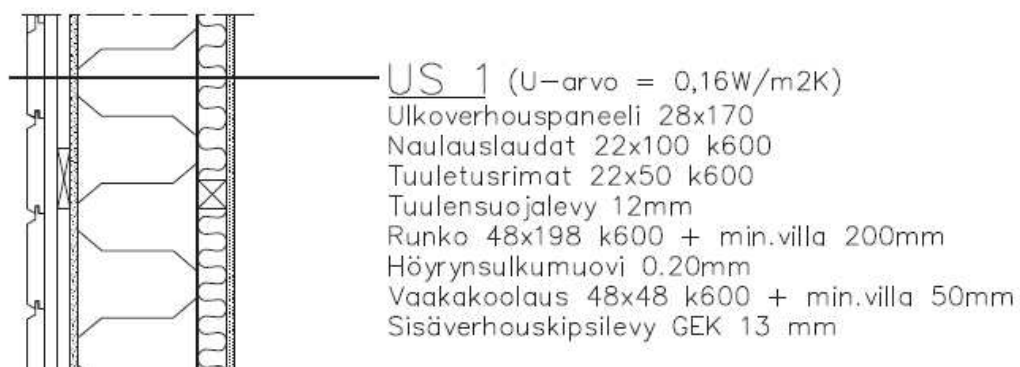 US 1 (U-arvo = 0,16W/m2K)
Ulkoverhouspaneeli 28x170
Naulauslaudat 22x100 k600
Tuuletusrimat 22x50 k600
Tuulensuojalevy 12mm
Runko 48x198 k600 + min.villa 200mm
Höyrynsulkumuovi 0.20mm
Vaakakoolaus 48x48 k600 + min.villa 50mm
Sisäverhouskipsilevy GEK 13 mm